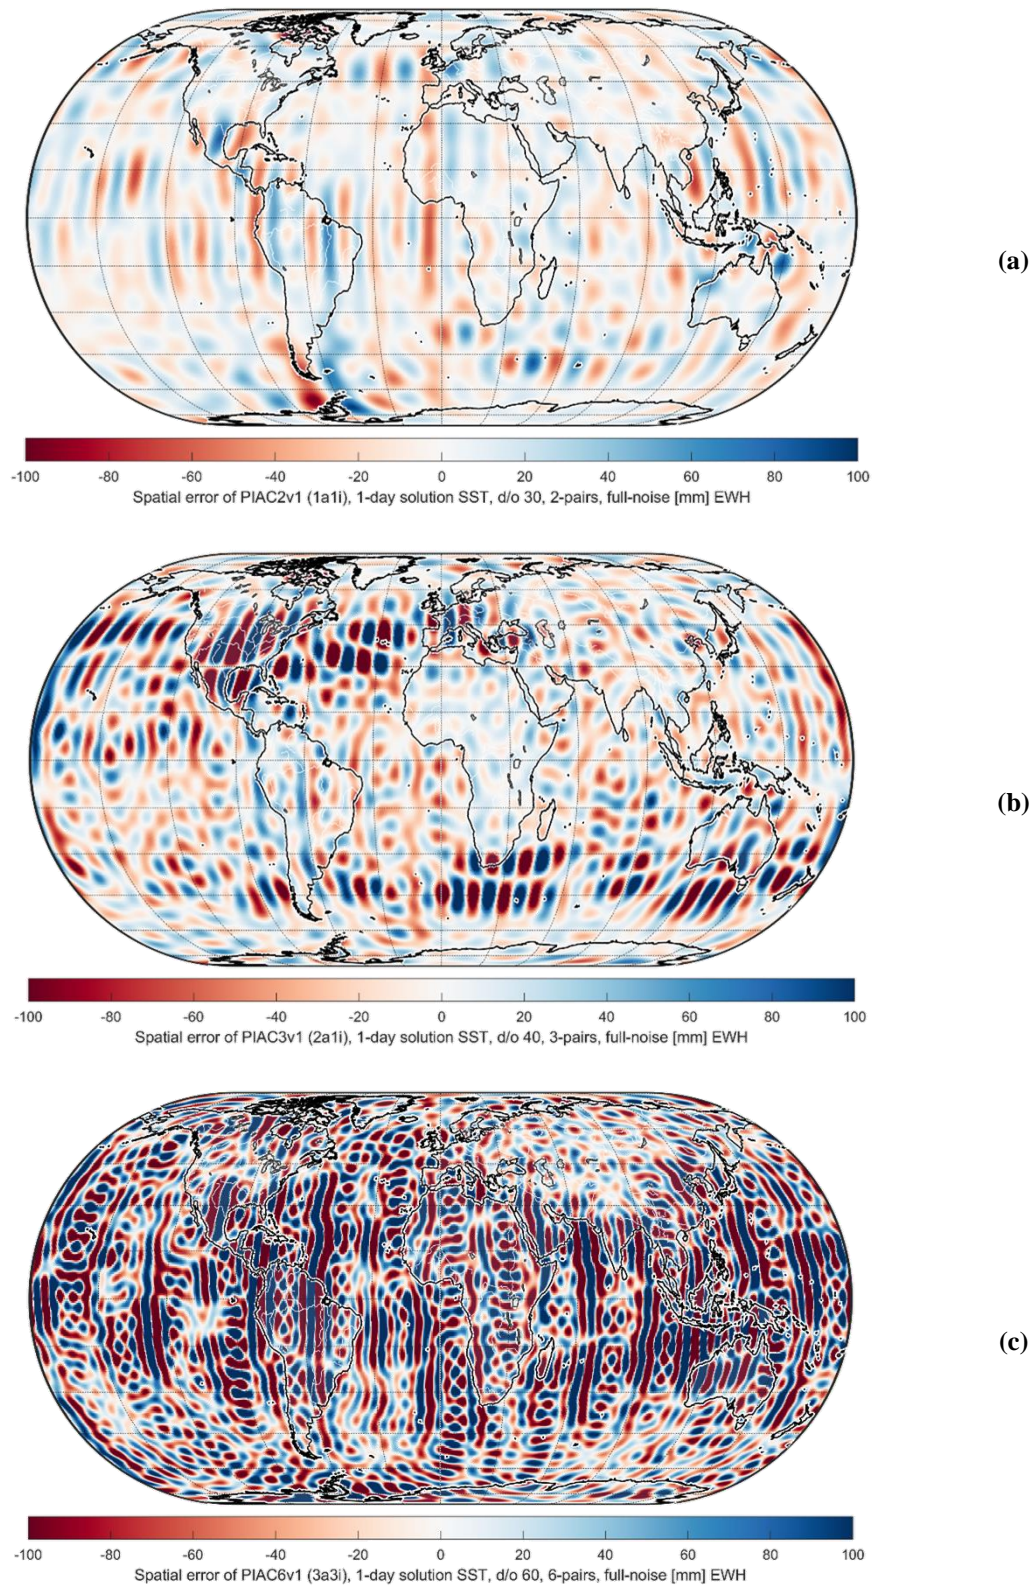 (a)
-100 -80 -60 -40 -20 0 20 40 60 80 100
Spatial error of PIAC2v1 (1a1i), 1-day solution SST, d/o 30, 2-pairs, full-noise [mm] EWH
(b)
-100 -80 -60 -40 -20 0 20 40 60 80 100
Spatial error of PIAC3v1 (2a1i), 1-day solution SST, d/o 40, 3-pairs, full-noise [mm] EWH
(c)
-100 -80 -60 -40 -20 0 20 40 60 80 100
Spatial error of PIAC6v1 (3a3i), 1-day solution SST, d/o 60, 6-pairs, full-noise [mm] EWH